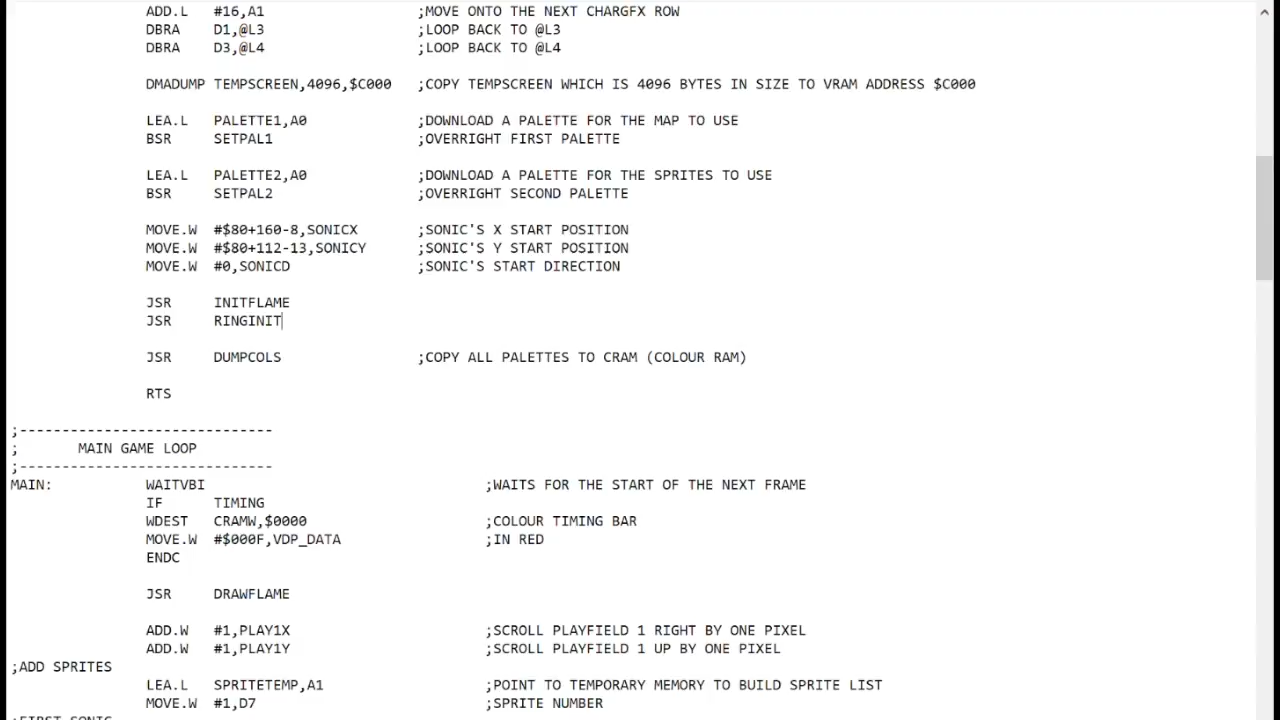 ADD.L #16,A1 ;MOVE ONTO THE NEXT CHARGFX ROW
DBRA D1,@L3 ;LOOP BACK TO @L3
DBRA D3,@L4 ;LOOP BACK TO @L4
DMADUMP TEMPSCREEN,4096,$C000 ;COPY TEMPSCREEN WHICH IS 4096 BYTES IN SIZE TO VRAM ADDRESS $C000
LEA.L PALETTE1,A0 ;DOWNLOAD A PALETTE FOR THE MAP TO USE
BSR SETPAL1 ;OVERRIGHT FIRST PALETTE
LEA.L PALETTE2,A0 ;DOWNLOAD A PALETTE FOR THE SPRITES TO USE
BSR SETPAL2 ;OVERRIGHT SECOND PALETTE
MOVE.W #$80+160-8,SONICX ;SONIC'S X START POSITION
MOVE.W #$80+112-13,SONICY ;SONIC'S Y START POSITION
MOVE.W #0,SONICD ;SONIC'S START DIRECTION
JSR INITFLAME
JSR RINGINIT
JSR DUMPCOLS ;COPY ALL PALETTES TO CRAM (COLOUR RAM)
RTS
;------------------------------
; MAIN GAME LOOP
;------------------------------
MAIN: WAITVBI ;WAITS FOR THE START OF THE NEXT FRAME
IF TIMING
WDEST CRAMW,$0000 ;COLOUR TIMING BAR
MOVE.W #$000F,VDP_DATA ;IN RED
ENDC
JSR DRAWFLAME
ADD.W #1,PLAY1X ;SCROLL PLAYFIELD 1 RIGHT BY ONE PIXEL
ADD.W #1,PLAY1Y ;SCROLL PLAYFIELD 1 UP BY ONE PIXEL
;ADD SPRITES
LEA.L SPRITETEMP,A1 ;POINT TO TEMPORARY MEMORY TO BUILD SPRITE LIST
MOVE.W #1,D7 ;SPRITE NUMBER
;FIRST SONIC